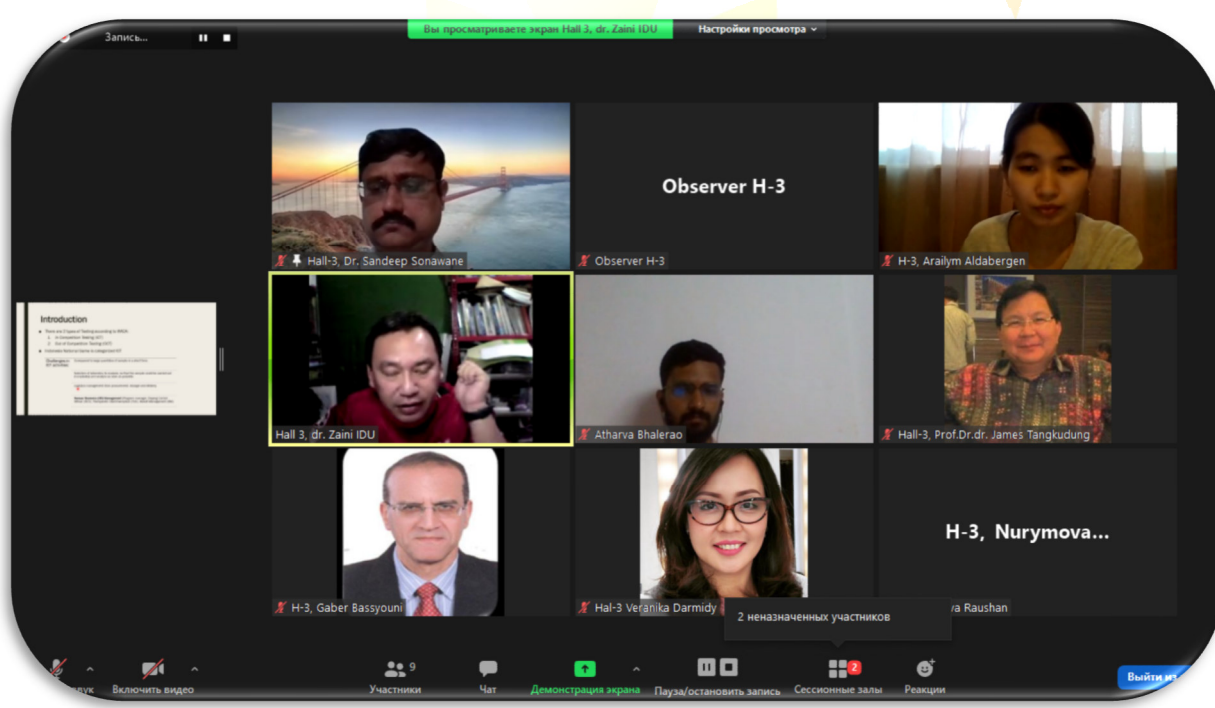 Запись...
Вы просматриваете экран Hall 3, dr. Zaini IDU
Настройки просмотра
Observer H-3
Hall-3, Dr. Sandeep Sonawane
Observer H-3
H-3, Arailym Aldabergen
Introduction
Hall 3, dr. Zaini IDU
Atharva Bhalerao
Hall-3, Prof.Dr.dr. James Tangkudung
H-3, Nurymova...
H-3, Gaber Bassyouni
Hal-3 Veranika Darmidy
2 неназначенных участников
va Raushan
9
2
звук
Включить видео
Участники
Чат
Демонстрация экрана
Пауза/остановить запись
Сессионные залы
Реакции
Выйти из